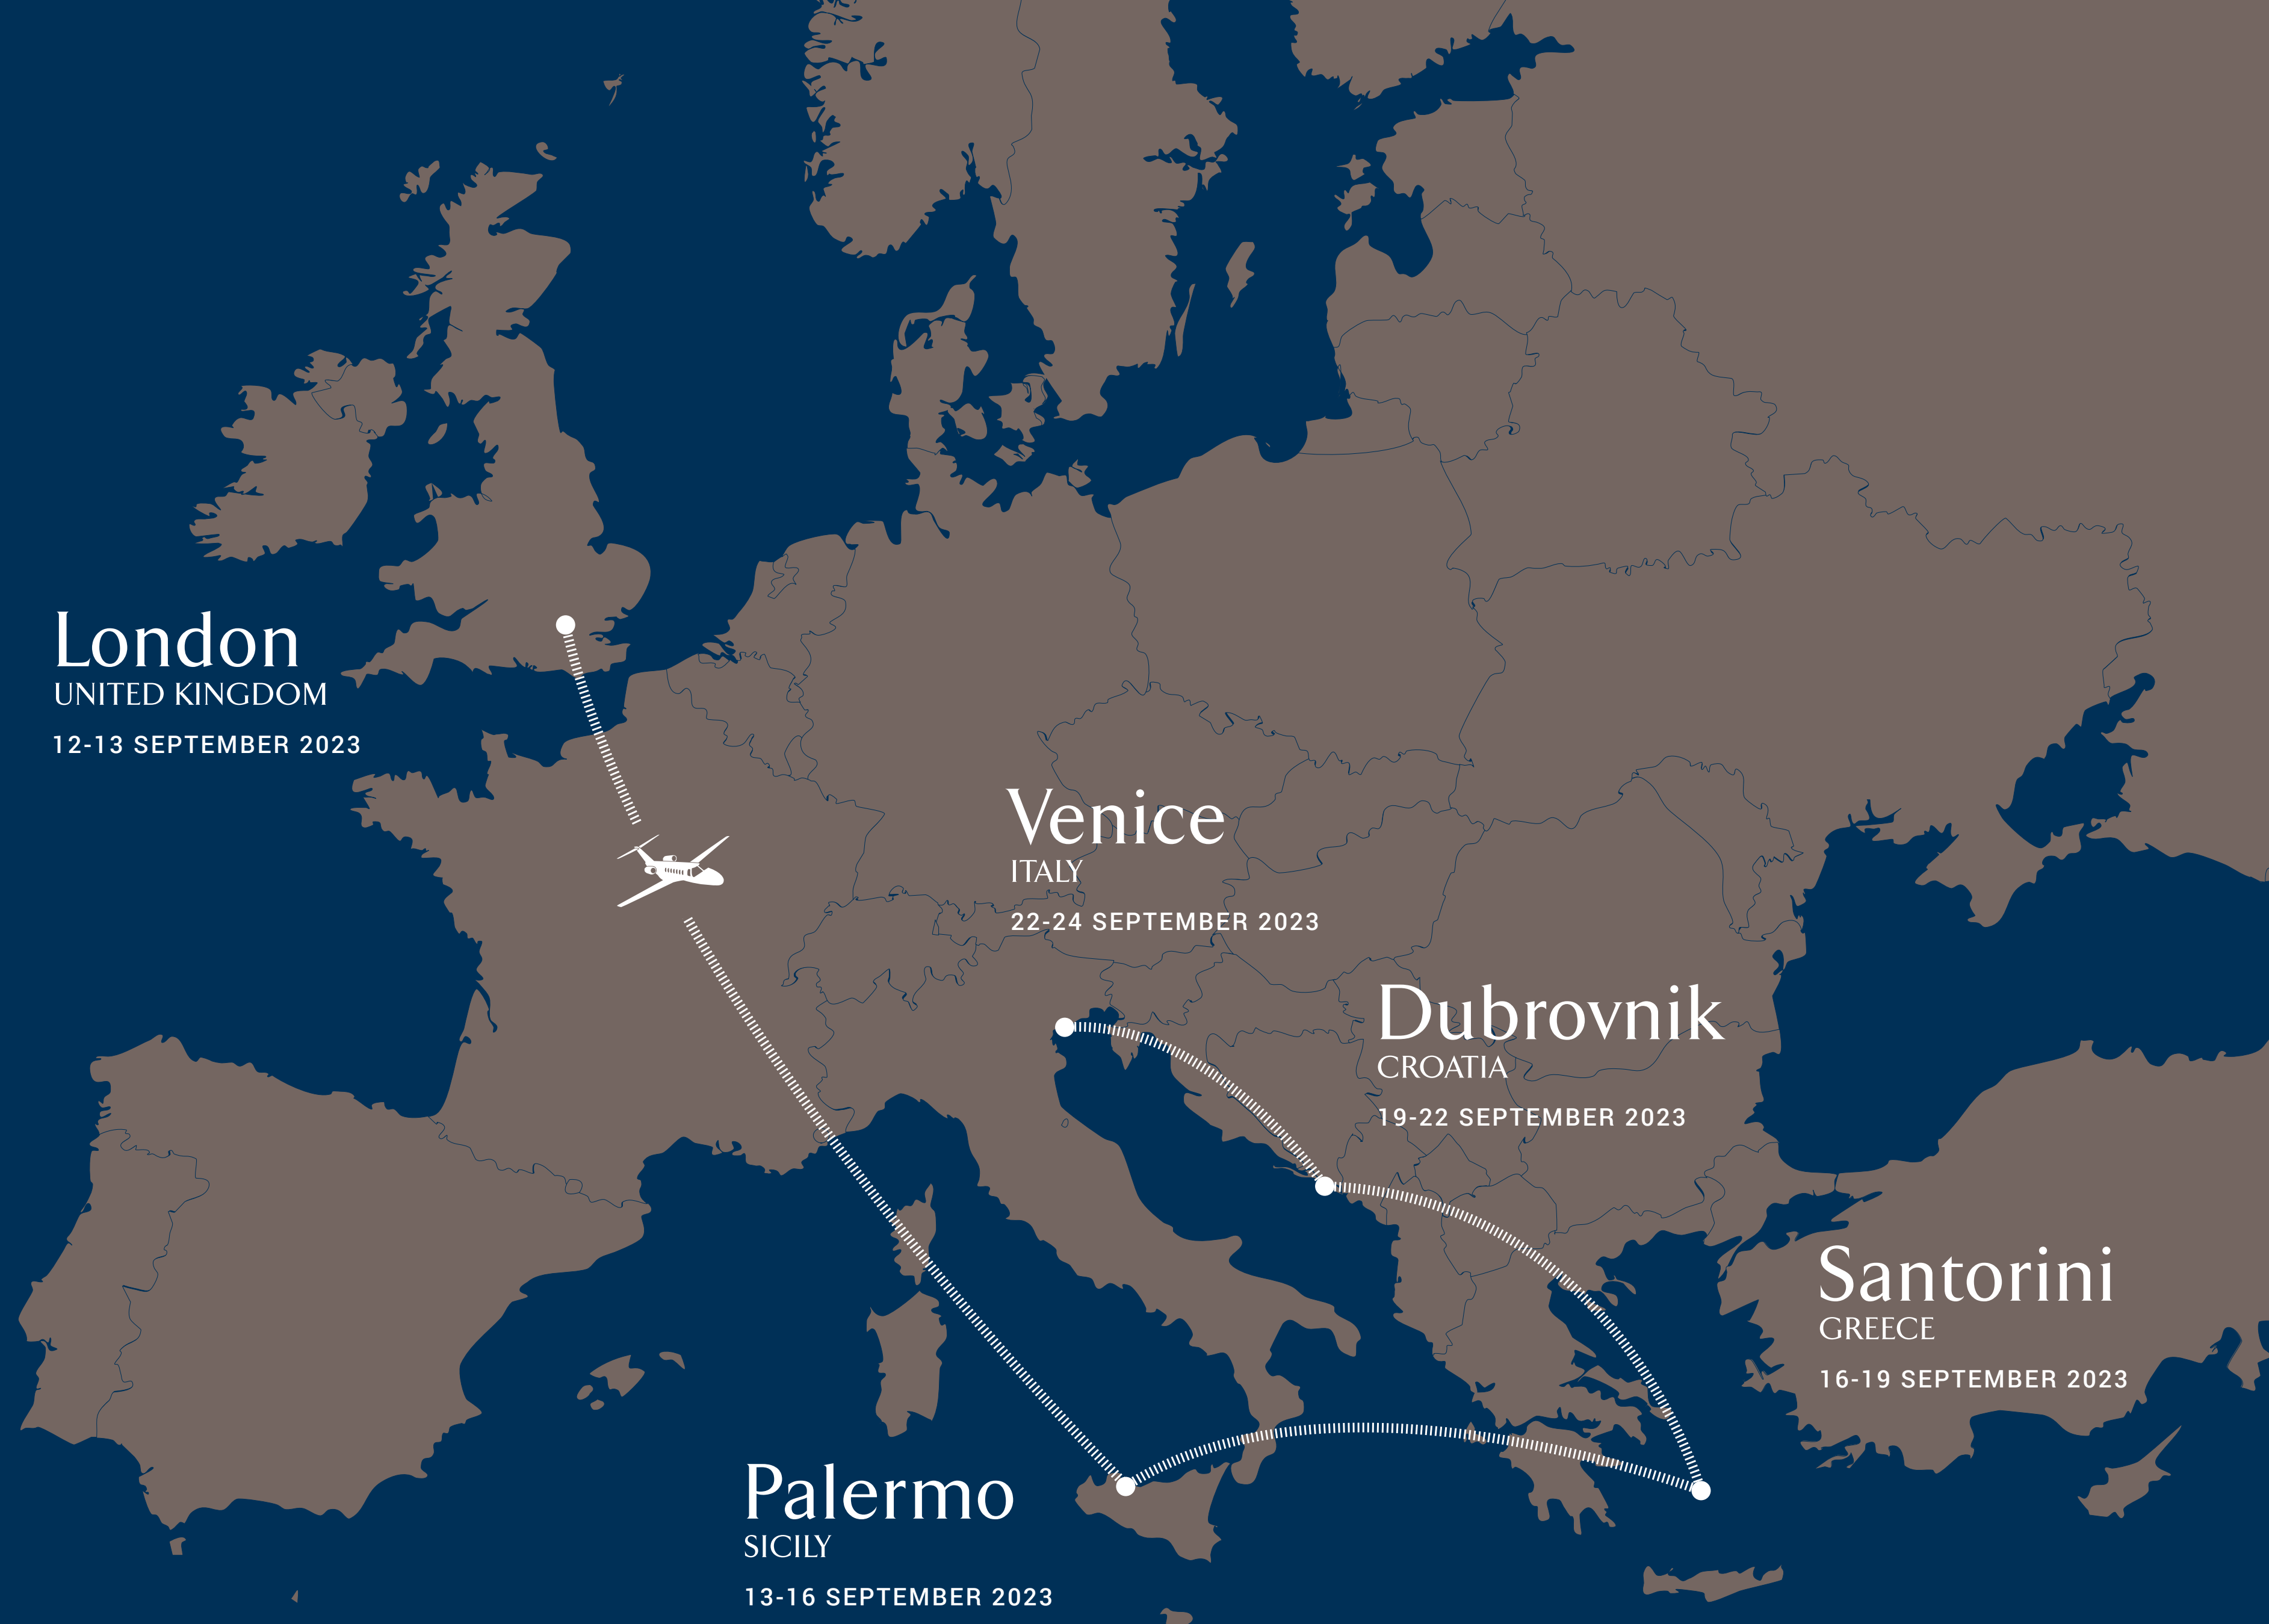 London
UNITED KINGDOM
12-13 SEPTEMBER 2023
Venice
ITALY
22-24 SEPTEMBER 2023
Dubrovnik
CROATIA
19-22 SEPTEMBER 2023
Santorini
GREECE
16-19 SEPTEMBER 2023
Palermo
SICILY
13-16 SEPTEMBER 2023